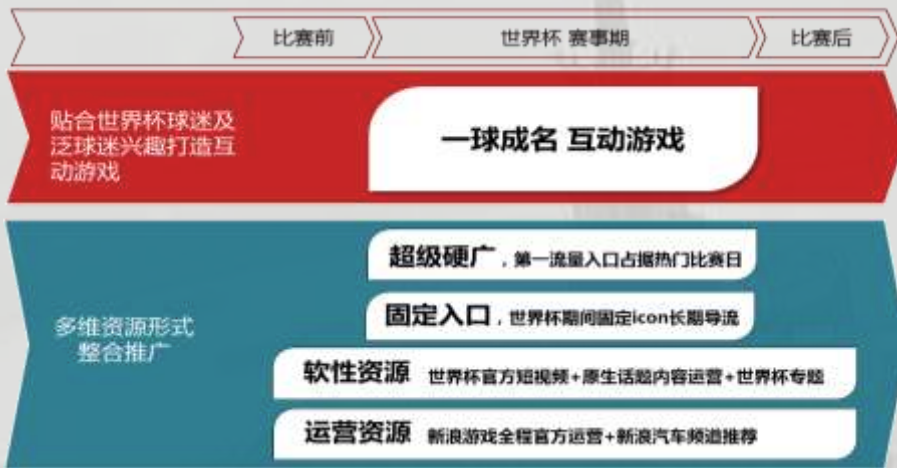 比赛前
世界杯 赛事期
比赛后
贴合世界杯球迷及
泛球迷兴趣打造互
动游戏
一球成名 互动游戏
多维资源形式
整合推广
超级硬广，第一流量入口占据热门比赛日
固定入口，世界杯期间固定icon长期导流
软性资源 世界杯官方短视频+原生话题内容运营+世界杯专题
运营资源 新浪游戏全程官方运营+新浪汽车频道推荐